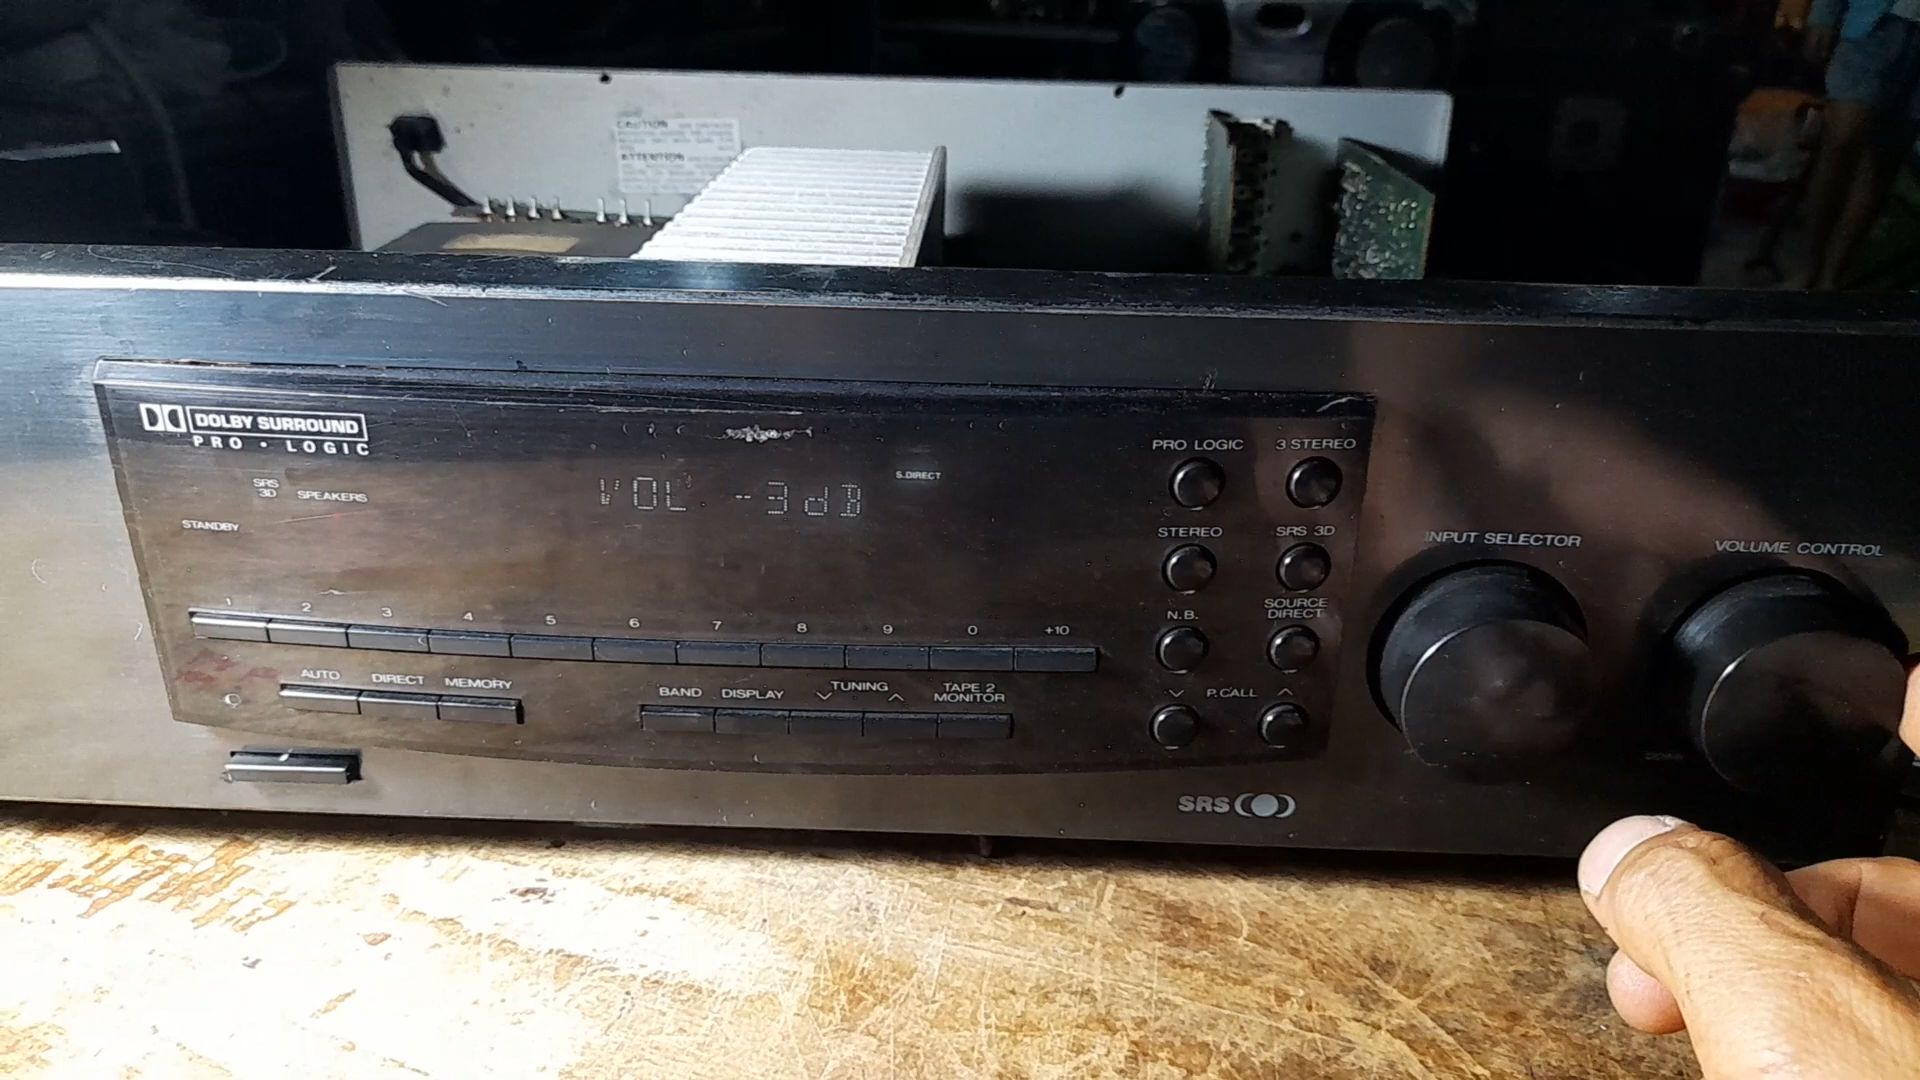 CAUTION
ATTENTION
DOLBY SURROUND
PRO • LOGIC
SRS
3D
SPEAKERS
STANDBY
VOL -3dB
S.DIRECT
PRO LOGIC
3 STEREO
STEREO
SRS 3D
N.B.
SOURCE
DIRECT
P.CALL
INPUT SELECTOR
VOLUME CONTROL
DOWN
1 2 3 4 5 6 7 8 9 0 +10
AUTO DIRECT MEMORY
BAND DISPLAY TUNING TAPE 2
MONITOR
SRS